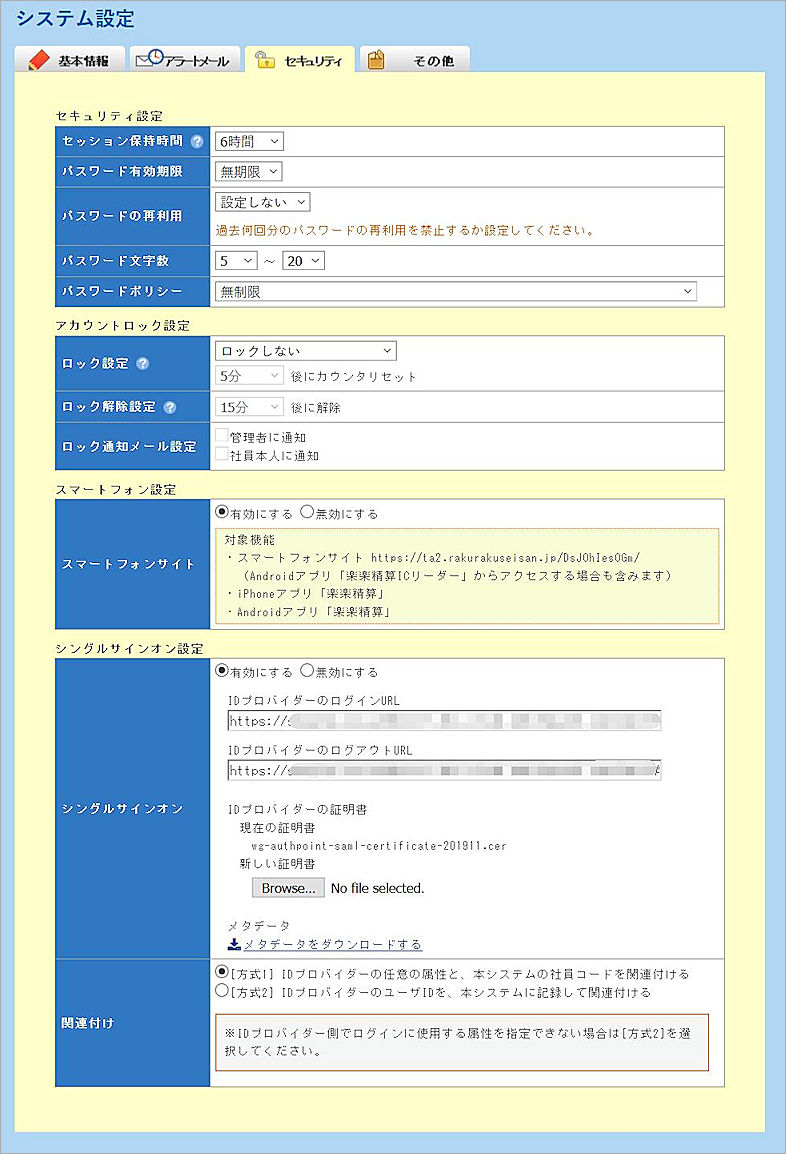 システム設定
基本情報 アラートメール セキュリティ その他
セキュリティ設定
セッション保持時間 ? 6時間
パスワード有効期限 無期限
パスワードの再利用 設定しない
過去何回分のパスワードの再利用を禁止するか設定してください。
パスワード文字数 5 ～ 20
パスワードポリシー 無制限
アカウントロック設定
ロック設定 ? ロックしない
5分 後にカウンタリセット
ロック解除設定 ? 15分 後に解除
ロック通知メール設定 管理者に通知
社員本人に通知
スマートフォン設定
スマートフォンサイト 有効にする 無効にする
対象機能
・スマートフォンサイト https://ta2.rakurakuseisan.jp/DsJOhIesOGm/
（Androidアプリ「楽楽精算ICリーダー」からアクセスする場合も含みます）
・iPhoneアプリ「楽楽精算」
・Androidアプリ「楽楽精算」
シングルサインオン設定
シングルサインオン 有効にする 無効にする
IDプロバイダーのログインURL
https://s
IDプロバイダーのログアウトURL
https://s
IDプロバイダーの証明書
現在の証明書
wg-authpoint-saml-certificate-201911.cer
新しい証明書
Browse... No file selected.
メタデータ
メタデータをダウンロードする
関連付け [方式1] IDプロバイダーの任意の属性と、本システムの社員コードを関連付ける
[方式2] IDプロバイダーのユーザIDを、本システムに記録して関連付ける
※IDプロバイダー側でログインに使用する属性を指定できない場合は[方式2]を選
択してください。